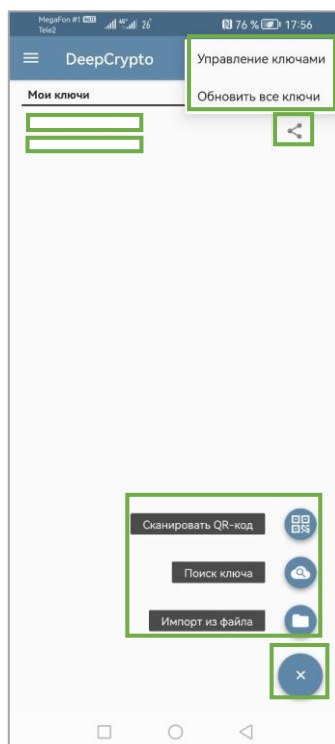 MegaFon #1
Tele2
76 % 17:56
DeepCrypto
Управление ключами
Обновить все ключи
Мои ключи
Сканировать QR-код
Поиск ключа
Импорт из файла